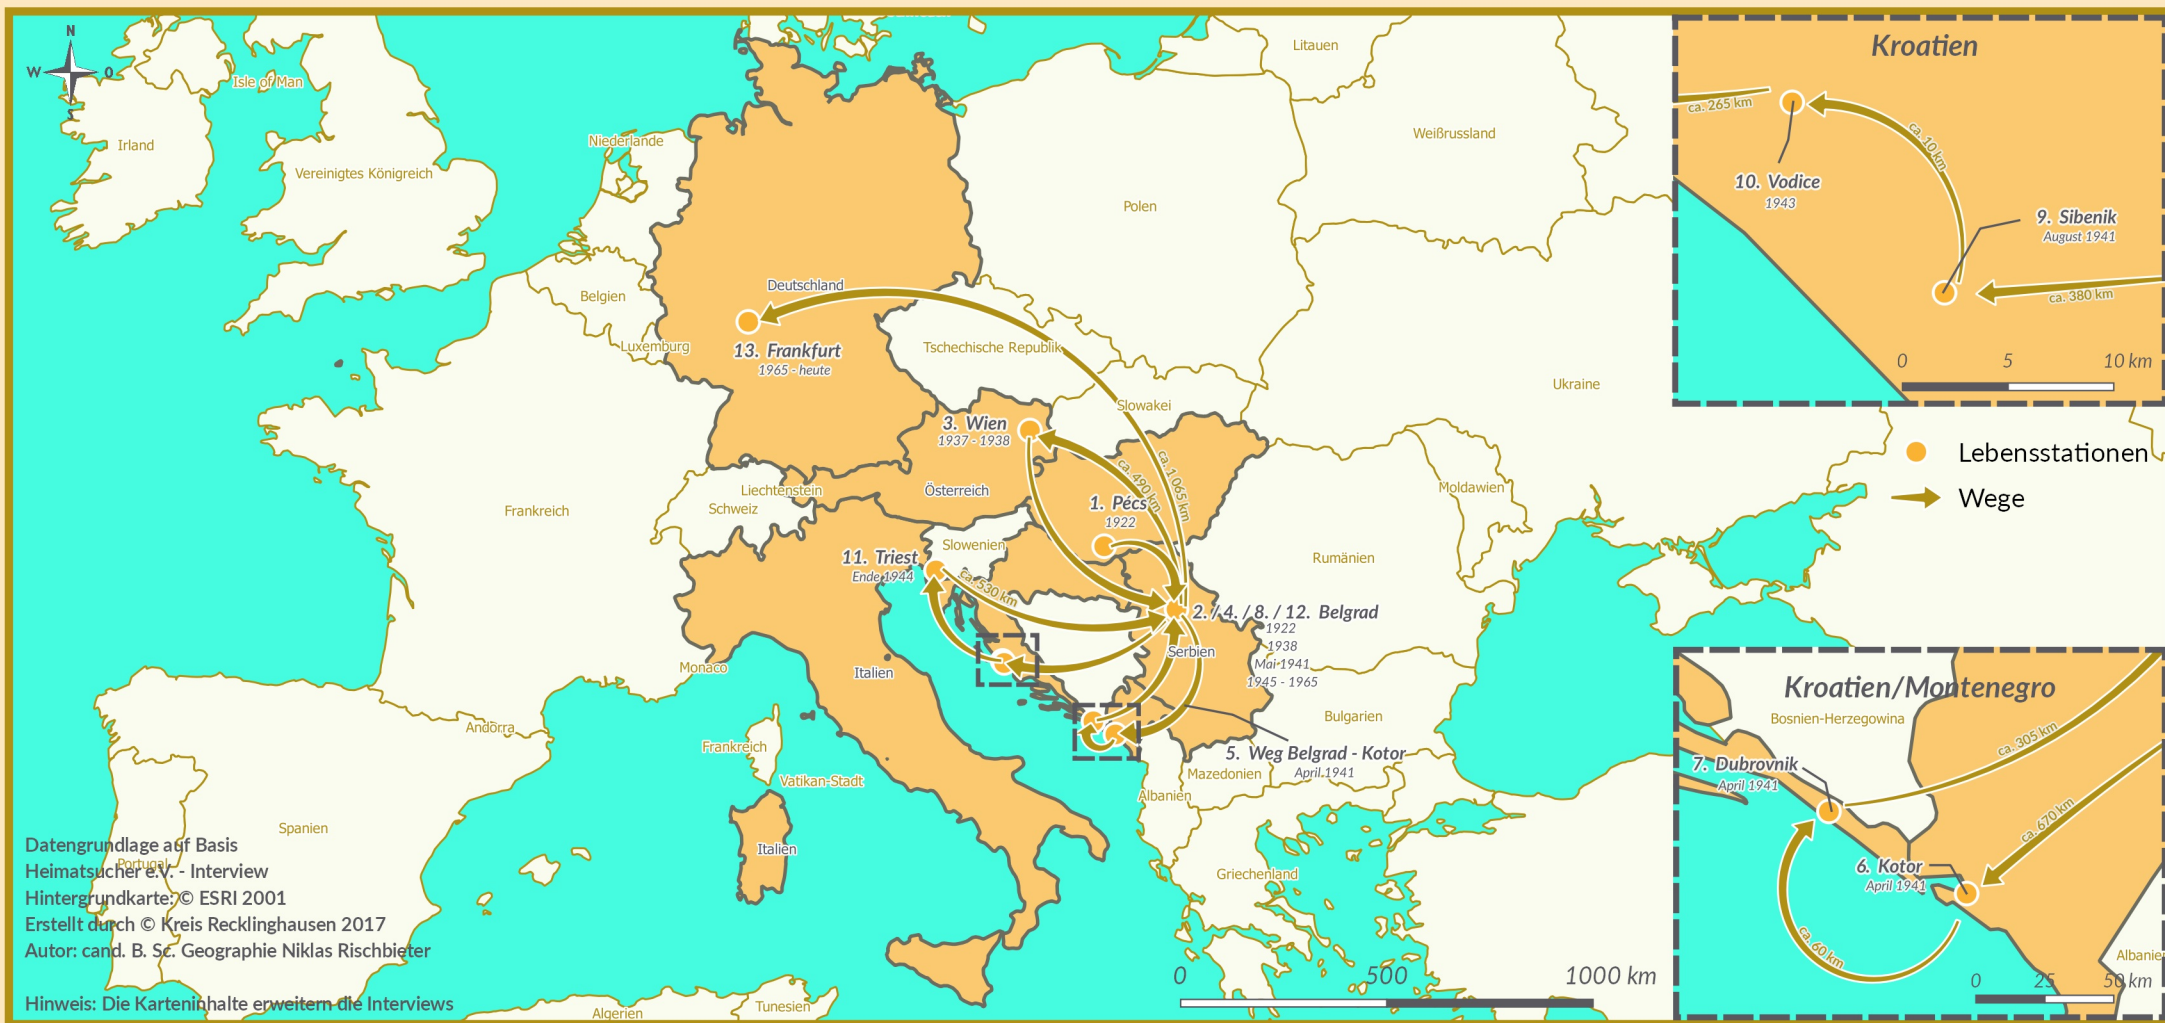 N
W
O
S
Isle of Man
Irland
Vereinigtes Königreich
Niederlande
Belgien
Luxemburg
Deutschland
Polen
Litauen
Weißrussland
Ukraine
Tschechische Republik
Slowakei
13. Frankfurt
1965 - heute
3. Wien
1937 - 1938
ca. 490 km
ca. 1.065 km
1. Pécs
1922
Frankreich
Liechtenstein
Schweiz
Österreich
Slowenien
Moldawien
Rumänien
11. Triest
Ende 1944
ca. 530 km
2. / 4. / 8. / 12. Belgrad
1922
1938
Mai 1941
1945 - 1965
Serbien
Monaco
Italien
Andorra
Frankreich
Vatikan-Stadt
Bulgarien
5. Weg Belgrad - Kotor
April 1941
Mazedonien
Albanien
Spanien
Portugal
Italien
Griechenland
Algerien
Tunesien
Datengrundlage auf Basis
Heimatsucher e.V. - Interview
Hintergrundkarte: © ESRI 2001
Erstellt durch © Kreis Recklinghausen 2017
Autor: cand. B. Sc. Geographie Niklas Rischbieter
Hinweis: Die Karteninhalte erweitern die Interviews
0 500 1000 km
Kroatien
ca. 265 km
ca. 10 km
10. Vodice
1943
9. Sibenik
August 1941
ca. 380 km
0 5 10 km
Lebensstationen
Wege
Kroatien/Montenegro
Bosnien-Herzegowina
ca. 305 km
7. Dubrovnik
April 1941
ca. 670 km
6. Kotor
April 1941
ca. 60 km
Albanie
0 25 50 km